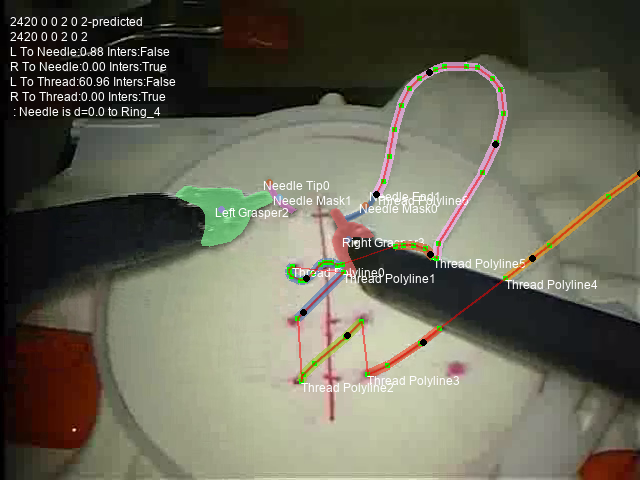 2420 0 0 2 0 2-predicted
2420 0 0 2 0 2
L To Needle:0.88 Inters:False
R To Needle:0.00 Inters:True
L To Thread:60.96 Inters:False
R To Thread:0.00 Inters:True
: Needle is d=0.0 to Ring_4
Needle Tip0
Needle Mask1
Needle End1
Thread Polyline6
Needle Mask0
Left Grasper2
Right Grasper3
Thread Polyline5
Thread Polyline0
Thread Polyline1
Thread Polyline4
Thread Polyline3
Thread Polyline2